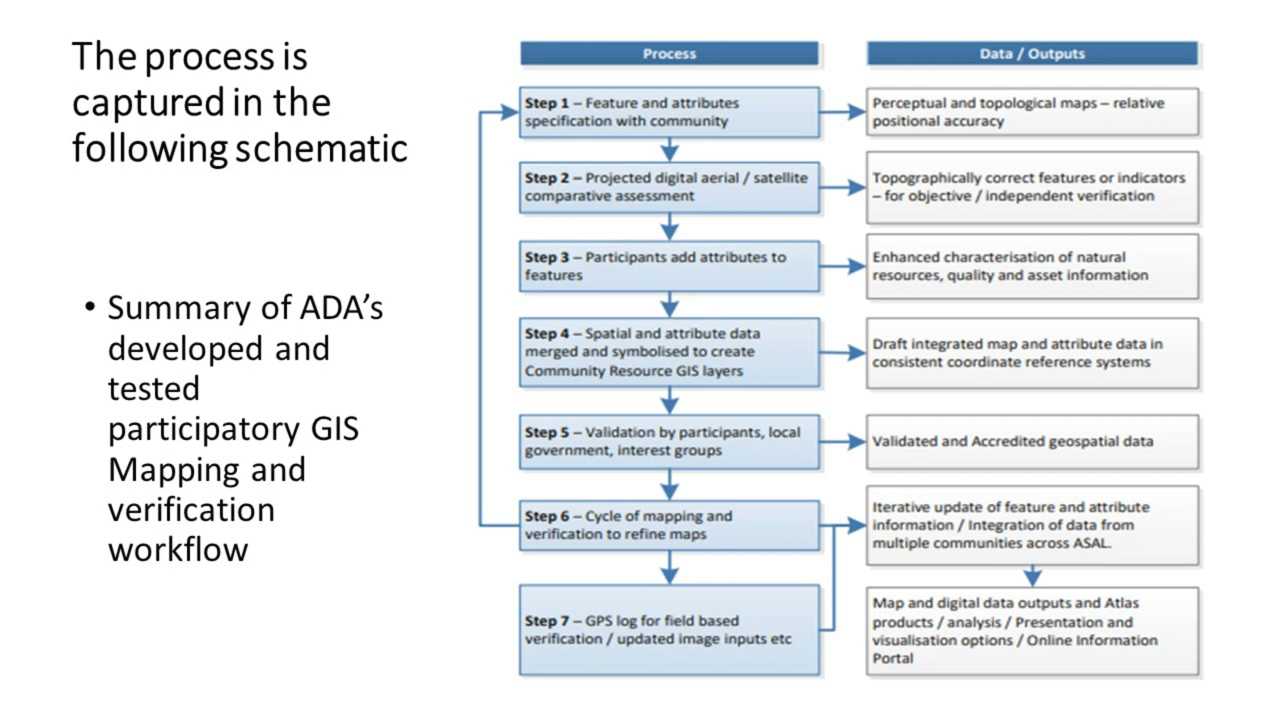 The process is
captured in the
following schematic
• Summary of ADA’s
developed and
tested
participatory GIS
Mapping and
verification
workflow
Process
Data / Outputs
Step 1 – Feature and attributes
specification with community
Perceptual and topological maps – relative
positional accuracy
Step 2 – Projected digital aerial / satellite
comparative assessment
Topographically correct features or indicators
– for objective / independent verification
Step 3 – Participants add attributes to
features
Enhanced characterisation of natural
resources, quality and asset information
Step 4 – Spatial and attribute data
merged and symbolised to create
Community Resource GIS layers
Draft integrated map and attribute data in
consistent coordinate reference systems
Step 5 – Validation by participants, local
government, interest groups
Validated and Accredited geospatial data
Step 6 – Cycle of mapping and
verification to refine maps
Iterative update of feature and attribute
information / Integration of data from
multiple communities across ASAL.
Step 7 – GPS log for field based
verification / updated image inputs etc
Map and digital data outputs and Atlas
products / analysis / Presentation and
visualisation options / Online Information
Portal